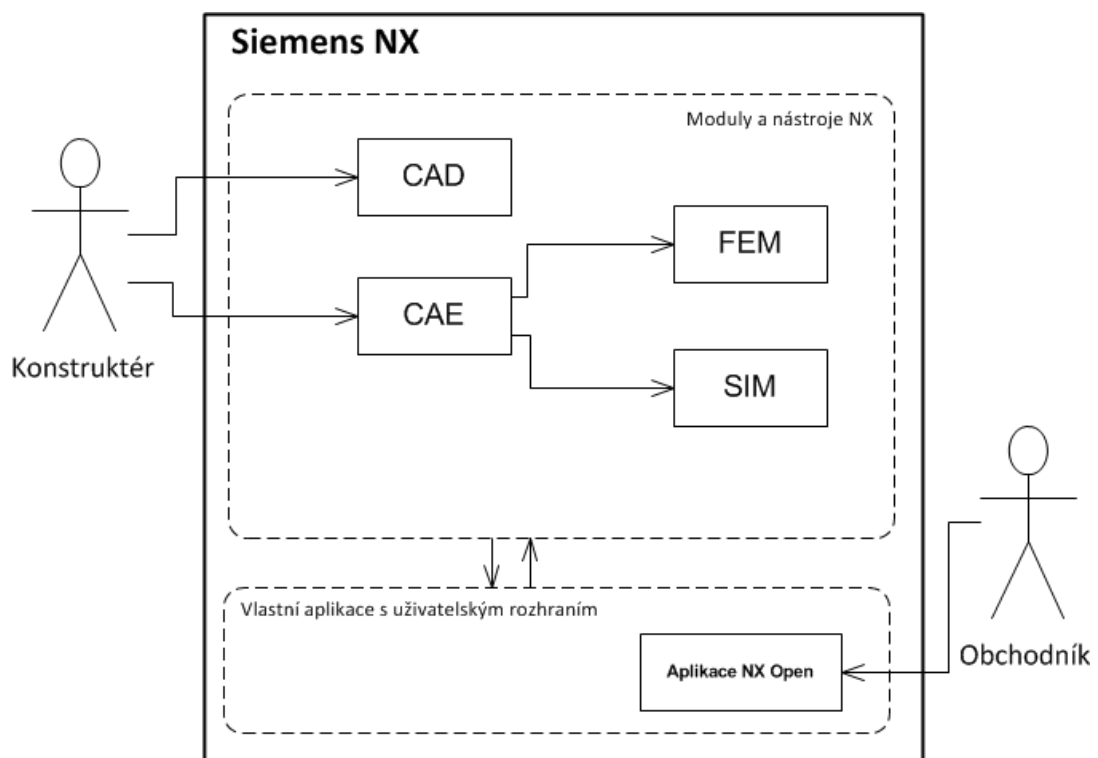 Siemens NX
Moduly a nástroje NX
CAD
FEM
CAE
Konstruktér
SIM
Vlastní aplikace s uživatelským rozhraním
Aplikace NX Open
Obchodník